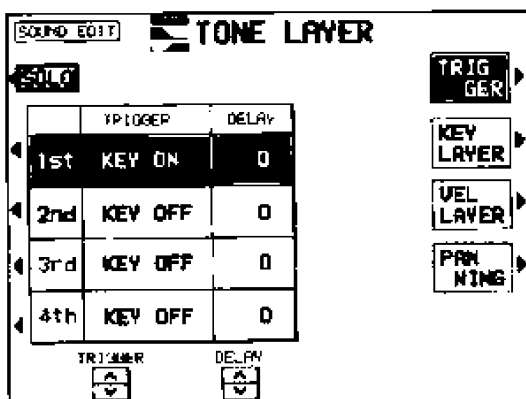 SOUND EDIT
TONE LAYER
SOLO
TRIGGER DELAY
1st KEY ON 0
2nd KEY OFF 0
3rd KEY OFF 0
4th KEY OFF 0
TRIGGER DELAY
TRIG
GER
KEY
LAYER
VEL
LAYER
PAN
NING